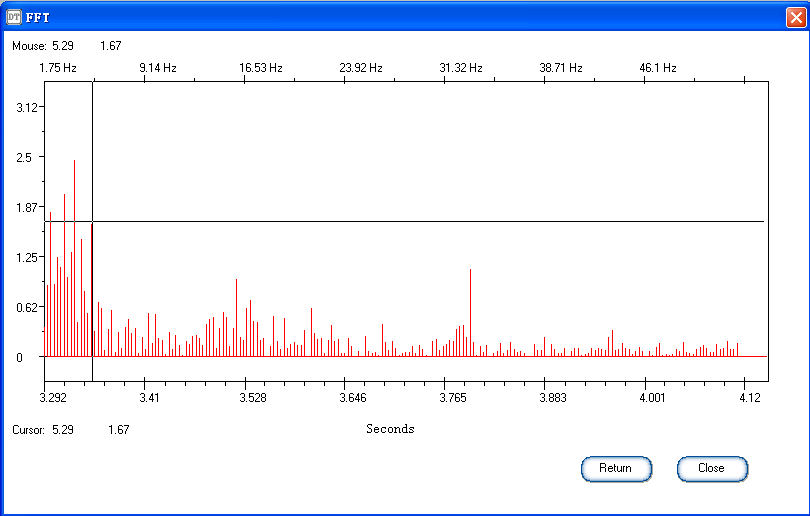 DT FFT
Mouse: 5.29 1.67
1.75 Hz 9.14 Hz 16.53 Hz 23.92 Hz 31.32 Hz 38.71 Hz 46.1 Hz
3.12
2.5
1.87
1.25
0.62
0
3.292 3.41 3.528 3.646 3.765 3.883 4.001 4.12
Cursor: 5.29 1.67 Seconds
Return Close